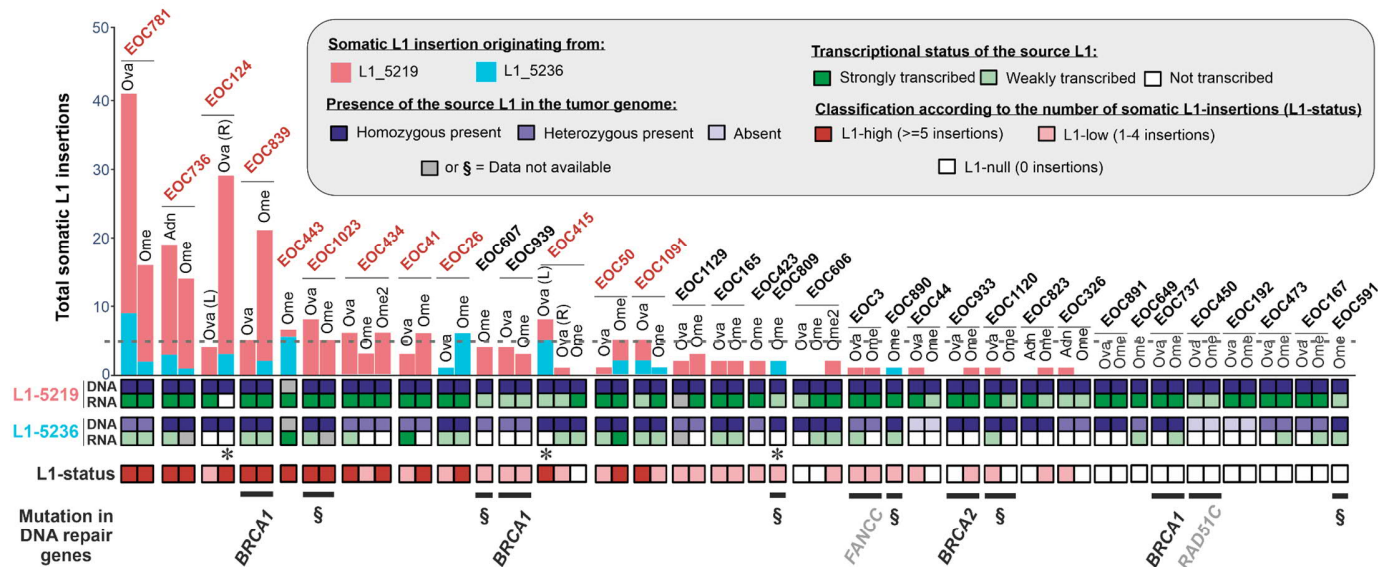 50
40
30
20
10
0
Total somatic L1 insertions
EOC781
EOC736
EOC124
EOC839
EOC443
EOC1023
EOC434
EOC41
EOC26
EOC607
EOC939
EOC415
EOC50
EOC1091
EOC1129
EOC165
EOC423
EOC809
EOC606
EOC3
EOC890
EOC44
EOC933
EOC1120
EOC823
EOC326
EOC891
EOC649
EOC737
EOC450
EOC192
EOC473
EOC167
EOC591
Somatic L1 insertion originating from:
L1_5219 L1_5236
Presence of the source L1 in the tumor genome:
Homozygous present Heterozygous present Absent
or § = Data not available
Transcriptional status of the source L1:
Strongly transcribed Weakly transcribed Not transcribed
Classification according to the number of somatic L1-insertions (L1-status)
L1-high (>=5 insertions) L1-low (1-4 insertions)
L1-null (0 insertions)
Ova Ome Adn Ome Ova (L) Ova (R) Ova Ome Ome Ova Ome Ova Ome Ome2 Ova Ome Ova Ome Ome Ova Ome Ova (L) Ova (R) Ome Ova Ome Ova Ome Ova Ome Ova Ome Ova Ome Ova Ome Ome2 Ova Ome Ome Ova Ome Ova Ome Ova Ome Adn Ome Adn Ome Ova Ome Ome Ova Ome Ova Ome Ova Ome Ova Ome Ova Ome Ome
L1-5219 DNA
RNA
L1-5236 DNA
RNA
* * *
L1-status
Mutation in
DNA repair
genes
BRCA1 § § BRCA1 § FANCC § BRCA2 § BRCA1 RAD51C §